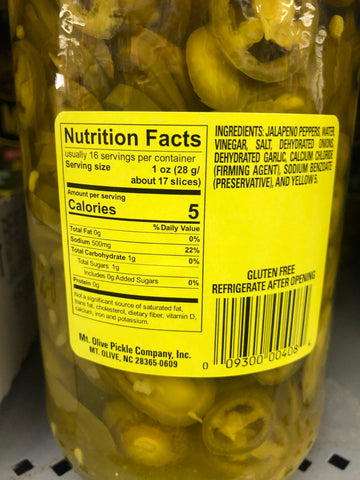 Nutrition Facts
usually 16 servings per container
Serving size 1 oz (28 g/
about 17 slices)
Amount per serving
Calories 5
% Daily Value
Total Fat 0g 0%
Sodium 500mg 22%
Total Carbohydrate 1g 0%
Total Sugars 1g
Includes 0g Added Sugars 0%
Protein 0g
Not a significant source of saturated fat,
trans fat, cholesterol, dietary fiber, vitamin D,
calcium, iron and potassium.
Mt. Olive Pickle Company, Inc.
MT. OLIVE, NC 28365-0609
INGREDIENTS: JALAPENO PEPPERS, WATER,
VINEGAR, SALT, DEHYDRATED ONIONS,
DEHYDRATED GARLIC, CALCIUM CHLORIDE
(FIRMING AGENT), SODIUM BENZOATE
(PRESERVATIVE), AND YELLOW 5.
GLUTEN FREE
REFRIGERATE AFTER OPENING
0 09300 00408 4